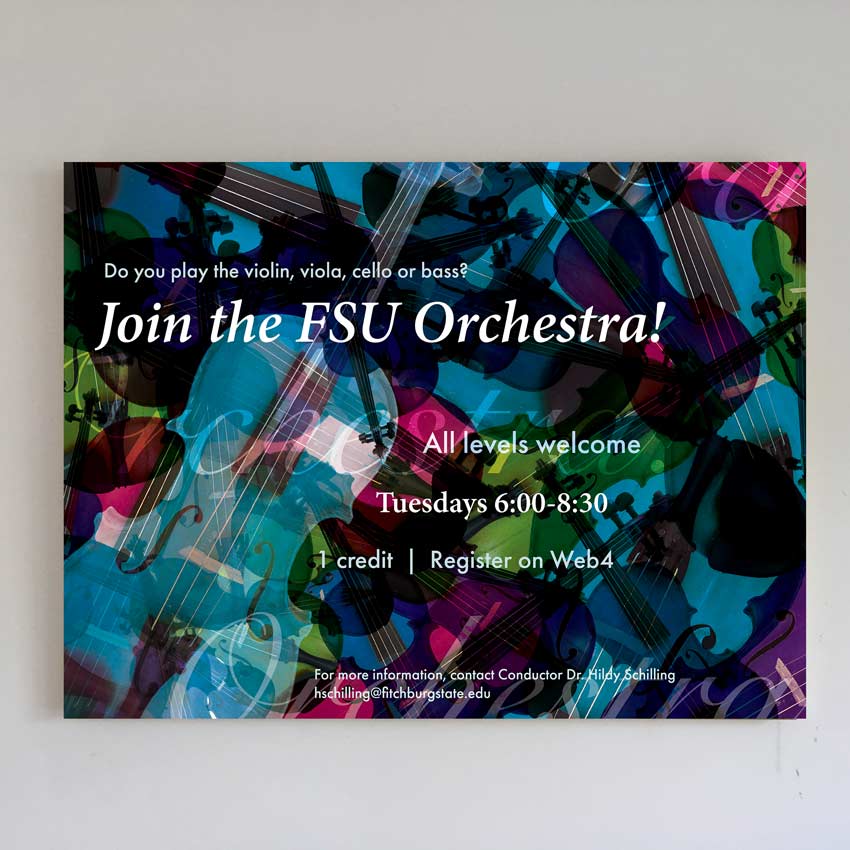 Do you play the violin, viola, cello or bass?
Join the FSU Orchestra!
All levels welcome
Tuesdays 6:00-8:30
1 credit | Register on Web4
For more information, contact Conductor Dr. Hildy Schilling
hschilling@fitchburgstate.edu
Orchestra